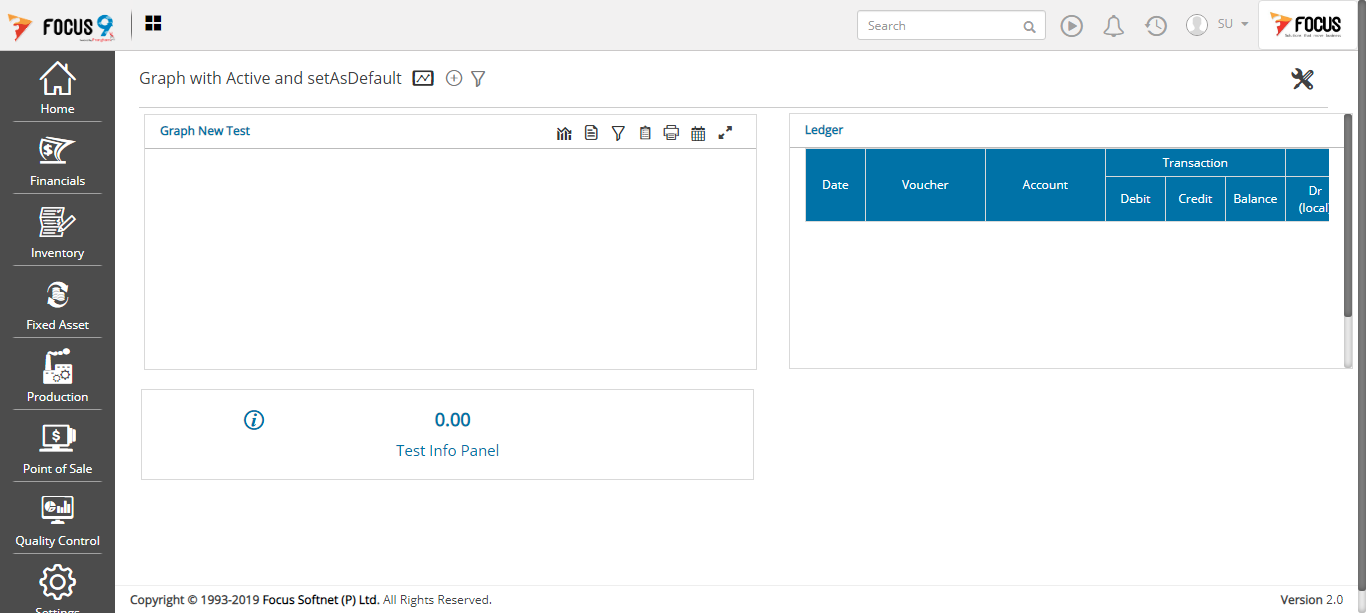 FOCUS 9
Search
SU
FOCUS
Home
Financials
Inventory
Fixed Asset
Production
Point of Sale
Quality Control
Settings
Graph with Active and setAsDefault
Graph New Test
Ledger
Date Voucher Account Transaction
Debit Credit Balance Dr
(local
0.00
Test Info Panel
Copyright © 1993-2019 Focus Softnet (P) Ltd. All Rights Reserved. Version 2.0